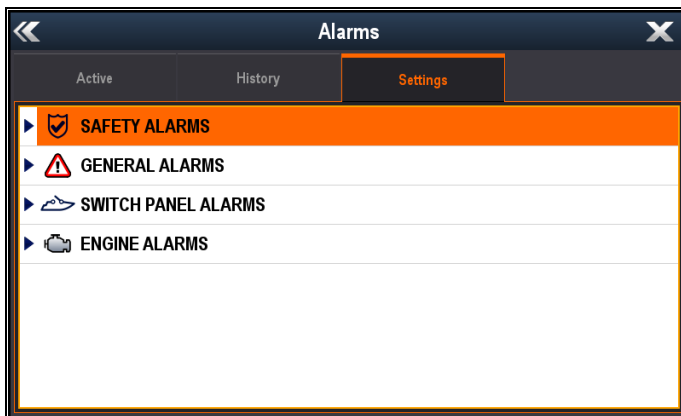 Alarms
Active History Settings
SAFETY ALARMS
GENERAL ALARMS
SWITCH PANEL ALARMS
ENGINE ALARMS